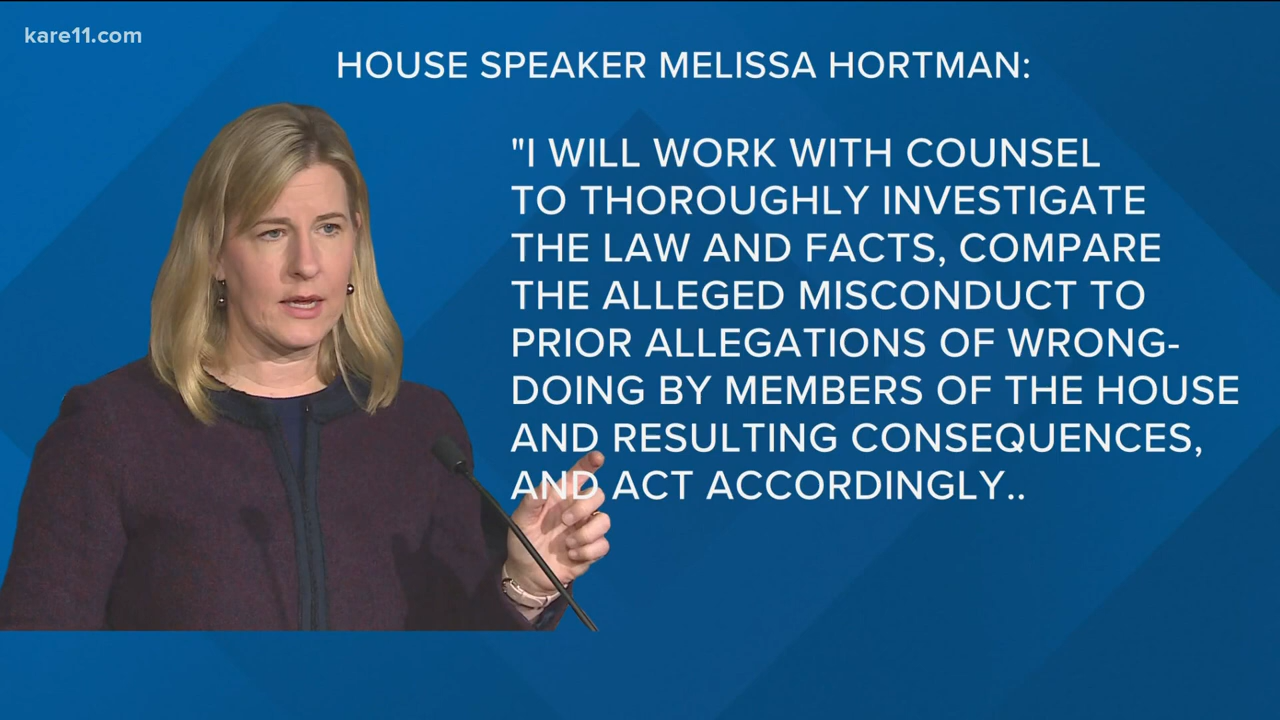 kare11.com
HOUSE SPEAKER MELISSA HORTMAN:
"I WILL WORK WITH COUNSEL
TO THOROUGHLY INVESTIGATE
THE LAW AND FACTS, COMPARE
THE ALLEGED MISCONDUCT TO
PRIOR ALLEGATIONS OF WRONG-
DOING BY MEMBERS OF THE HOUSE
AND RESULTING CONSEQUENCES,
AND ACT ACCORDINGLY..